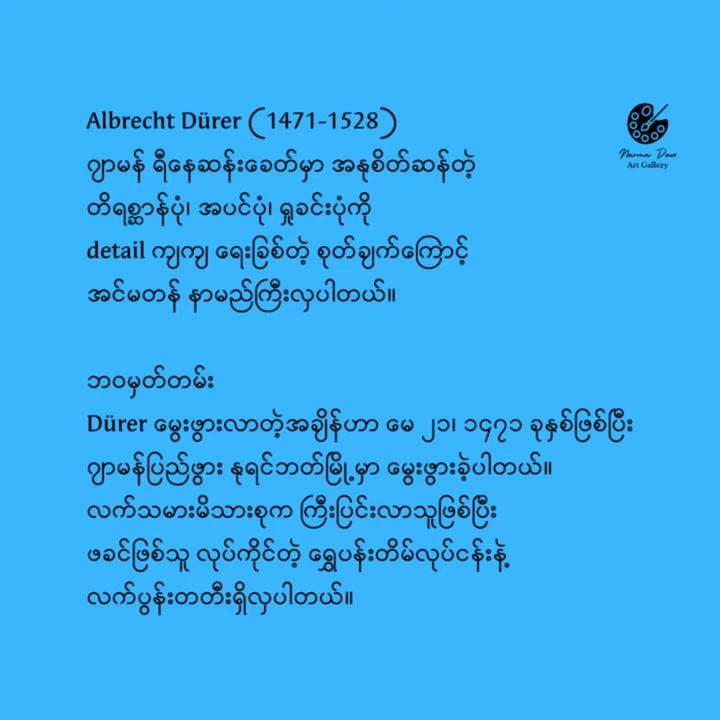 Albrecht Dürer (1471-1528)
ဂျာမန် ရီနေဆန်းခေတ်မှာ အနုစိတ်ဆန်တဲ့
တိရစ္ဆာန်ပုံ၊ အပင်ပုံ၊ ရှုခင်းပုံကို
detail ကျကျ ရေးခြစ်တဲ့ စုတ်ချက်ကြောင့်
အင်မတန် နာမည်ကြီးလှပါတယ်။
ဘဝမှတ်တမ်း
Dürer မွေးဖွားလာတဲ့အချိန်ဟာ မေ ၂၁၊ ၁၄၇၁ ခုနှစ်ဖြစ်ပြီး
ဂျာမန်ပြည်ဖွား နုရင်ဘတ်မြို့မှာ မွေးဖွားခဲ့ပါတယ်။
လက်သမားမိသားစုက ကြီးပြင်းလာသူဖြစ်ပြီး
ဖခင်ဖြစ်သူ လုပ်ကိုင်တဲ့ ရွှေပန်းတိမ်လုပ်ငန်းနဲ့
လက်ပွန်းတတီးရှိလှပါတယ်။
Narma Daw
Art Gallery